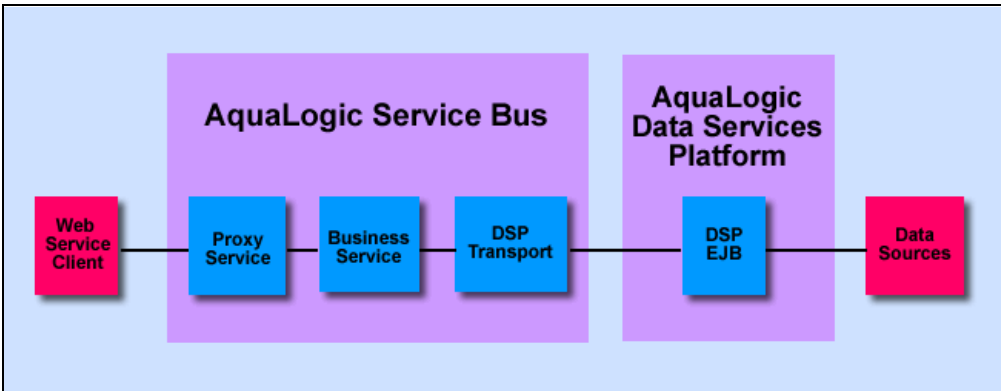 AquaLogic Service Bus
AquaLogic
Data Services
Platform
Web
Service
Client
Proxy
Service
Business
Service
DSP
Transport
DSP
EJB
Data
Sources